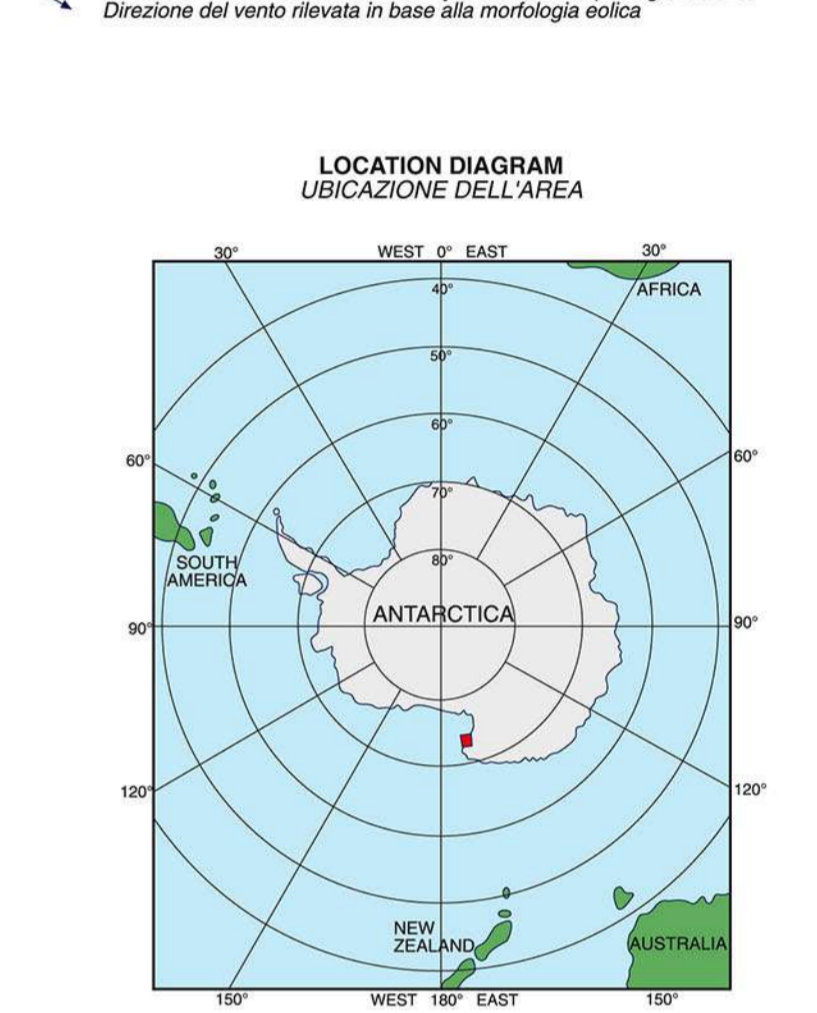 Direzione del vento rilevata in base alla morfologia eolica
LOCATION DIAGRAM
UBICAZIONE DELL'AREA
30° WEST 0° EAST 30°
40°
AFRICA
50°
60°
60°
60°
70°
80°
SOUTH
AMERICA
ANTARCTICA
90°
90°
120°
120°
NEW
ZEALAND
AUSTRALIA
150° WEST 180° EAST 150°